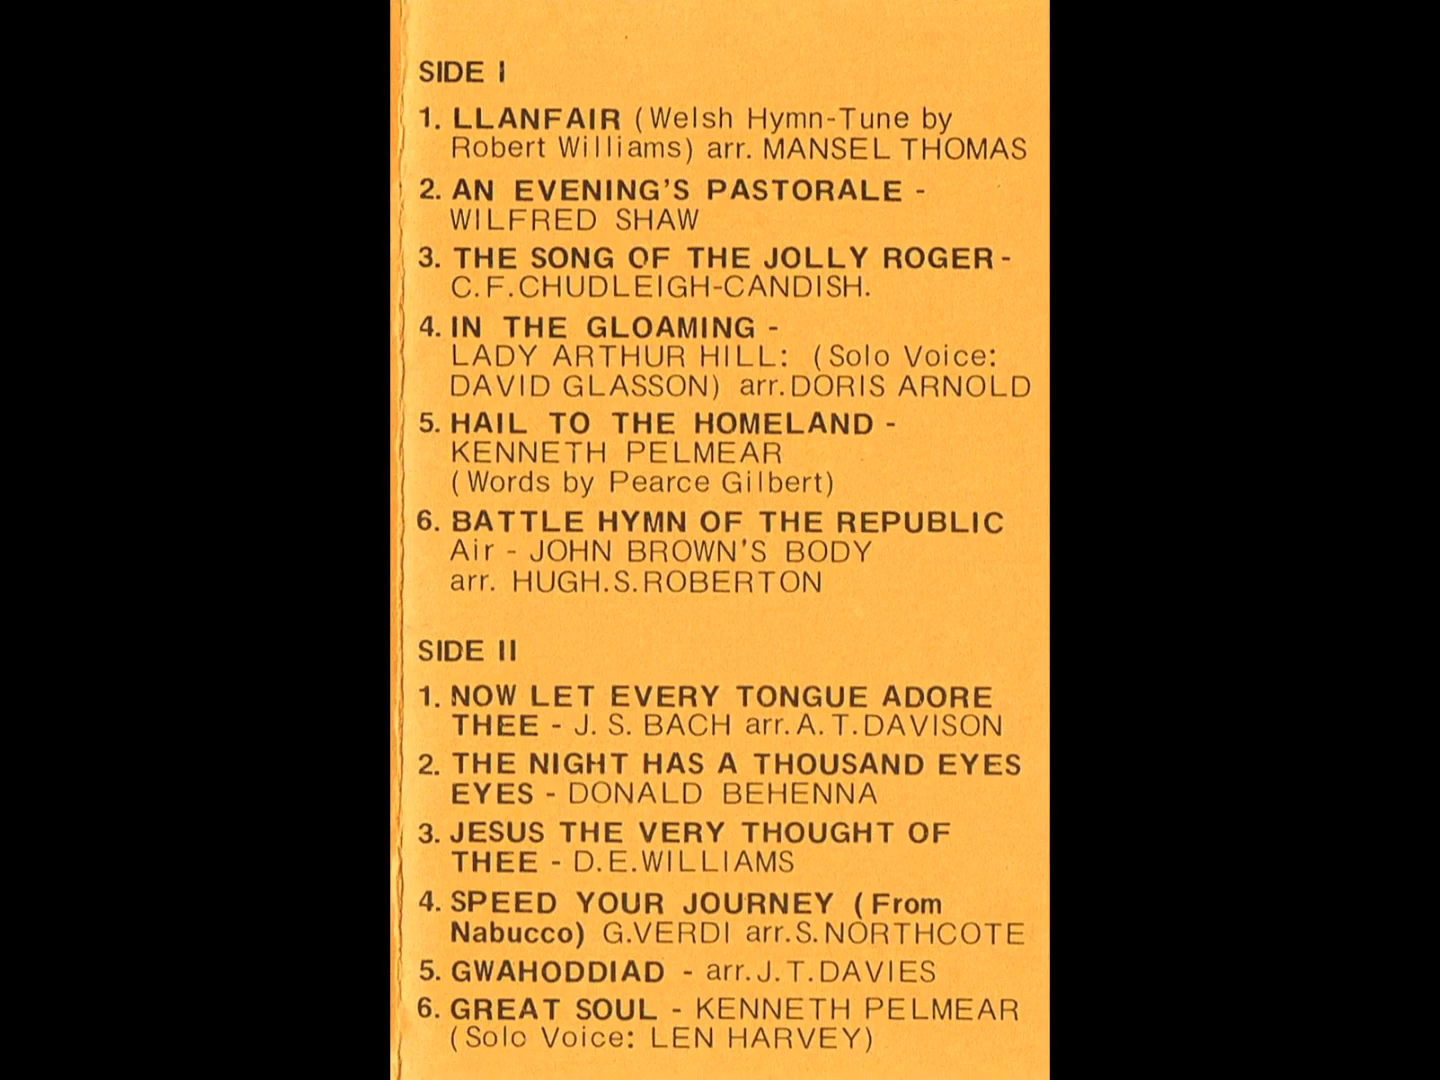 SIDE I
1. LLANFAIR (Welsh Hymn-Tune by
Robert Williams) arr. MANSEL THOMAS
2. AN EVENING'S PASTORALE -
WILFRED SHAW
3. THE SONG OF THE JOLLY ROGER -
C.F.CHUDLEIGH-CANDISH.
4. IN THE GLOAMING -
LADY ARTHUR HILL: (Solo Voice:
DAVID GLASSON) arr.DORIS ARNOLD
5. HAIL TO THE HOMELAND -
KENNETH PELMEAR
(Words by Pearce Gilbert)
6. BATTLE HYMN OF THE REPUBLIC
Air - JOHN BROWN'S BODY
arr. HUGH.S.ROBERTON
SIDE II
1. NOW LET EVERY TONGUE ADORE
THEE - J. S. BACH arr.A.T.DAVISON
2. THE NIGHT HAS A THOUSAND EYES
EYES - DONALD BEHENNA
3. JESUS THE VERY THOUGHT OF
THEE - D.E.WILLIAMS
4. SPEED YOUR JOURNEY (From
Nabucco) G.VERDI arr.S.NORTHCOTE
5. GWAHODDIAD - arr.J.T.DAVIES
6. GREAT SOUL - KENNETH PELMEAR
(Solo Voice: LEN HARVEY)